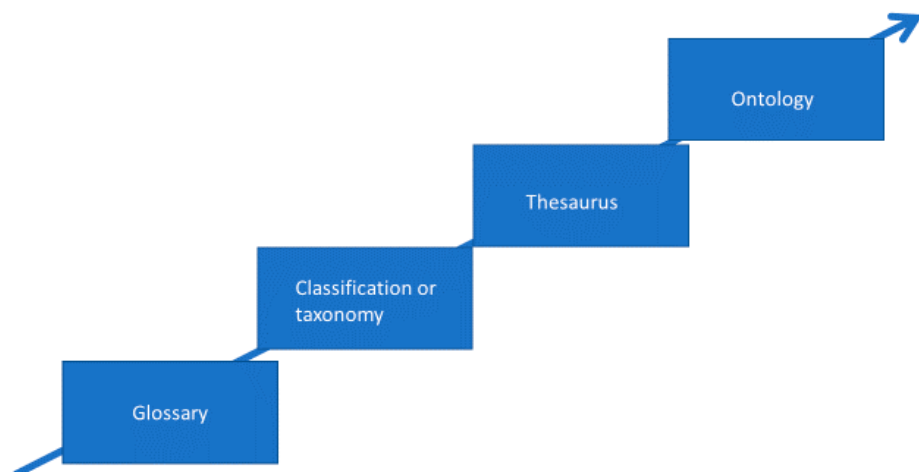 Ontology
Thesaurus
Classification or
taxonomy
Glossary